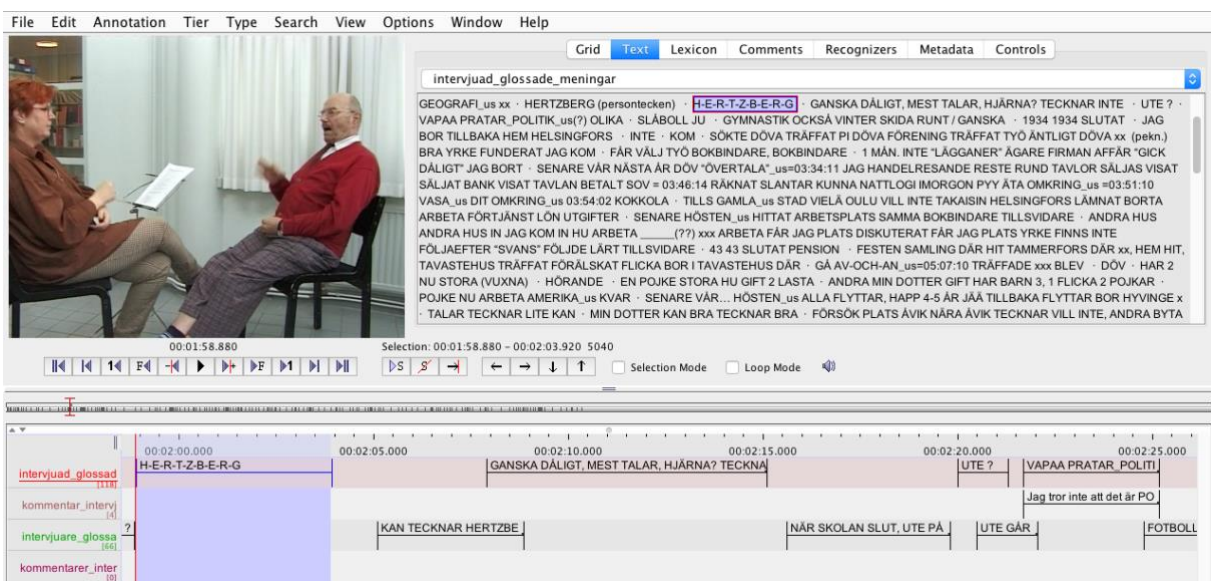 File Edit Annotation Tier Type Search View Options Window Help
Grid Text Lexicon Comments Recognizers Metadata Controls
intervjuad_glossade_meningar
GEOGRAFI_us xx · HERTZBERG (persontecken) · H-E-R-T-Z-B-E-R-G · GANSKA DÅLIGT, MEST TALAR, HJÄRNA? TECKNAR INTE · UTE ? ·
VAPAA PRATAR_POLITIK_us(?) OLIKA · SLÅBOLL JU · GYMNASTIK OCKSÅ VINTER SKIDA RUNT / GANSKA · 1934 1934 SLUTAT · JAG
BOR TILLBAKA HEM HELSINGFORS · INTE · KOM · SÖKTE DÖVA TRÄFFAT PI DÖVA FÖRENING TRÄFFAT TYÖ ÄNTLIGT DÖVA xx (pekn.)
BRA YRKE FUNDERAT JAG KOM · FÅR VÄLJ TYÖ BOKBINDARE, BOKBINDARE · 1 MÅN. INTE "LÄGGANER" ÄGARE FIRMAN AFFÄR "GICK
DÅLIGT" JAG BORT · SENARE VÅR NÄSTA ÅR DÖV "ÖVERTALA"_us=03:34:11 JAG HANDELRESANDE RESTE RUND TAVLOR SÄLJAS VISAT
SÄLJAT BANK VISAT TAVLAN BETALT SOV = 03:46:14 RÄKNAT SLANTAR KUNNA NATTLOGI IMORGON PYY ÄTA OMKRING_us =03:51:10
VASA_us DIT OMKRING_us 03:54:02 KOKKOLA · TILLS GAMLA_us STAD VIELÄ OULU VILL INTE TAKAISIN HELSINGFORS LÄMNAT BORTA
ARBETA FÖRTJÄNST LÖN UTGIFTER · SENARE HÖSTEN_us HITTAT ARBETSPLATS SAMMA BOKBINDARE TILLSVIDARE · ANDRA HUS
ANDRA HUS IN JAG KOM IN HU ARBETA _____(??) xxx ARBETA FÅR JAG PLATS DISKUTERAT FÅR JAG PLATS YRKE FINNS INTE
FÖLJAEFTER "SVANS" FÖLJDE LÄRT TILLSVIDARE · 43 43 SLUTAT PENSION · FESTEN SAMLING DÄR HIT TAMMERFORS DÄR xx, HEM HIT,
TAVASTEHUS TRÄFFAT FÖRÄLSKAT FLICKA BOR I TAVASTEHUS DÄR · GÅ AV-OCH-AN_us=05:07:10 TRÄFFADE xxx BLEV · DÖV · HAR 2
NU STORA (VUXNA) · HÖRANDE · EN POJKE STORA HU GIFT 2 LASTA · ANDRA MIN DOTTER GIFT HAR BARN 3, 1 FLICKA 2 POJKAR ·
POJKE NU ARBETA AMERIKA_us KVAR · SENARE VÅR... HÖSTEN_us ALLA FLYTTAR, HAPP 4-5 ÅR JÄÄ TILLBAKA FLYTTAR BOR HYVINGE x
· TALAR TECKNAR LITE KAN · MIN DOTTER KAN BRA TECKNAR BRA · FÖRSÖK PLATS ÅVIK NÄRA ÅVIK TECKNAR VILL INTE, ANDRA BYTA
00:01:58.880 Selection: 00:01:58.880 - 00:02:03.920 5040
Selection Mode Loop Mode
00:02:00.000 00:02:05.000 00:02:10.000 00:02:15.000 00:02:20.000 00:02:25.000
intervjuad_glossad H-E-R-T-Z-B-E-R-G GANSKA DÅLIGT, MEST TALAR, HJÄRNA? TECKNA UTE ? VAPAA PRATAR_POLITI
[118]
kommentar_intervj Jag tror inte att det är PO
[4]
intervjuare_glossa ? KAN TECKNAR HERTZBE NÄR SKOLAN SLUT, UTE PÅ UTE GÅR FOTBOLL
[66]
kommentarer_inter
[0]